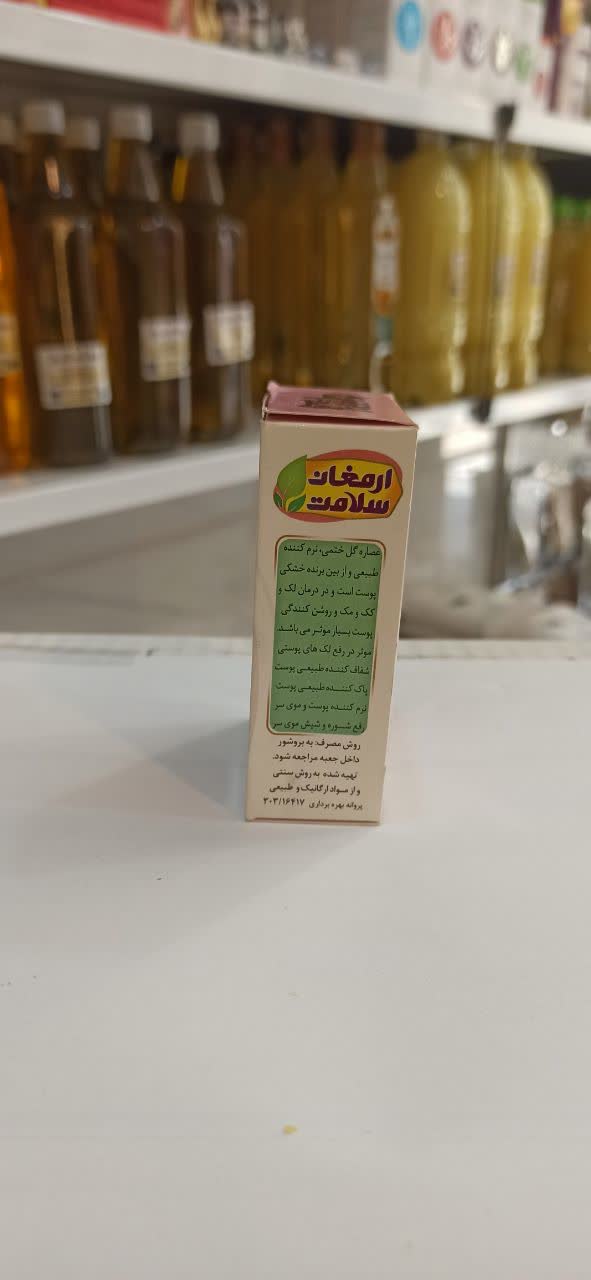 ارمغان
سلامت
عصاره گل ختمی، نرم کننده
طبیعی و از بین برنده خشکی
پوست است و در درمان لک و
کک و مک و روشن کنندگی
پوست بسیار موثر می باشد.
موثر در رفع لک های پوستی
شفاف کننده طبیعی پوست
پاک کننده طبیعی پوست
نرم کننده پوست و موی سر
رفع شوره و شپش موی سر
روش مصرف: به بروشور
داخل جعبه مراجعه شود.
تهیه شده به روش سنتی
و از مواد ارگانیک و طبیعی
پروانه بهره برداری ۳۰۳/۱۶۴۱۷